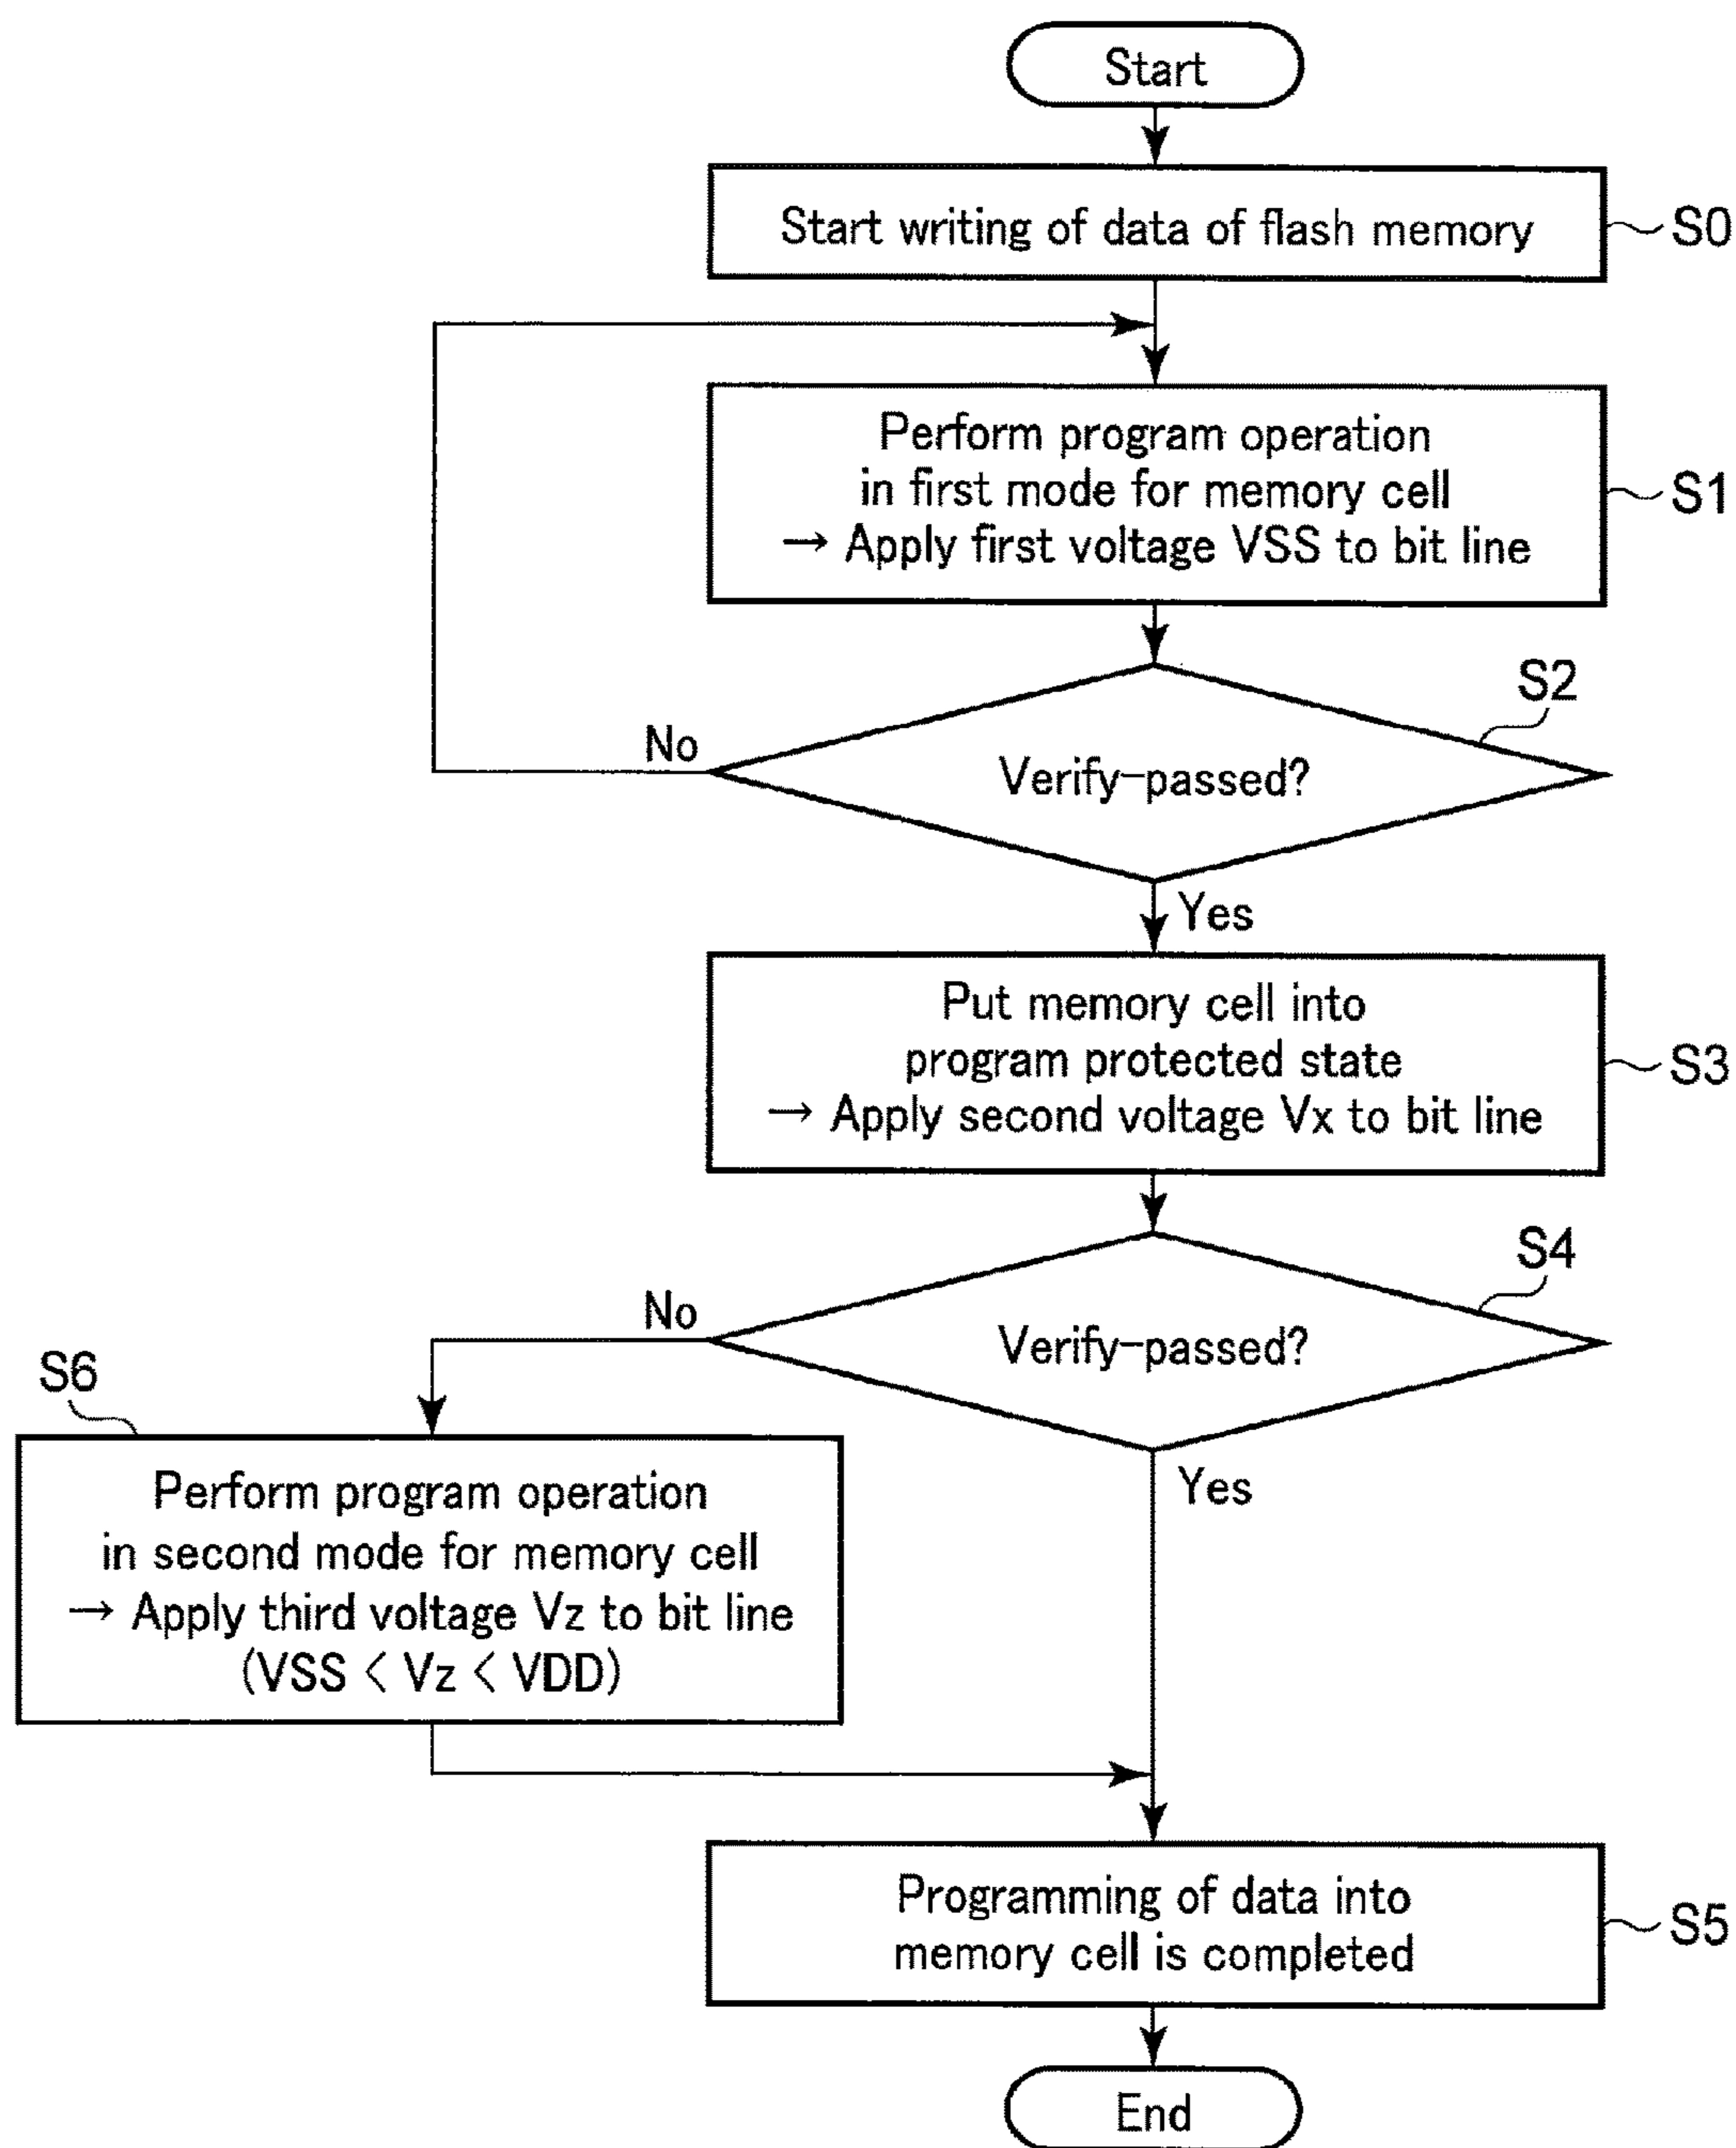 Start
Start writing of data of flash memory
S0
Perform program operation
in first mode for memory cell
→ Apply first voltage VSS to bit line
S1
S2
No
Verify-passed?
Yes
Put memory cell into
program protected state
→ Apply second voltage Vx to bit line
S3
S4
No
Verify-passed?
Yes
S6
Perform program operation
in second mode for memory cell
→ Apply third voltage Vz to bit line
(VSS < Vz < VDD)
Programming of data into
memory cell is completed
S5
End